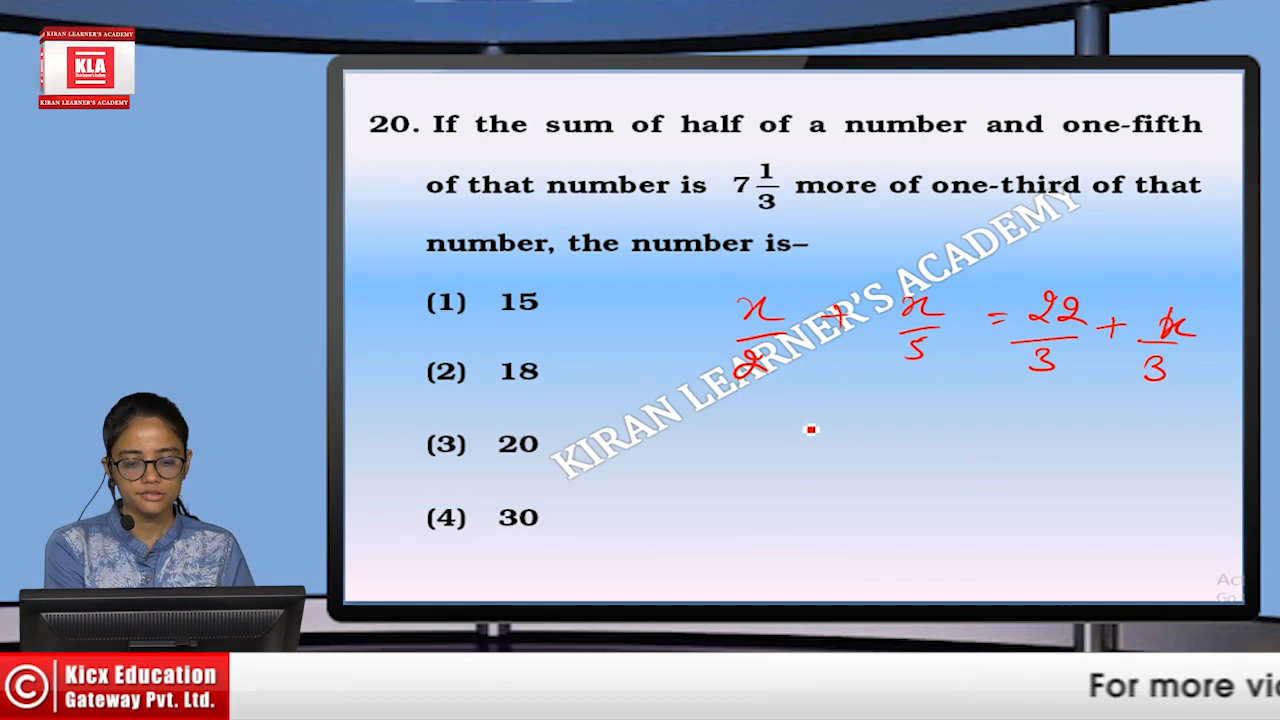 KIRAN LEARNER'S ACADEMY
KLA
KIRAN LEARNER'S ACADEMY
20. If the sum of half of a number and one-fifth
of that number is 7 1/3 more of one-third of that
number, the number is–
(1) 15
(2) 18
(3) 20
(4) 30
x/2 + x/5 = 22/3 + x/3
KIRAN LEARNER'S ACADEMY
© Kicx Education
Gateway Pvt. Ltd.
For more